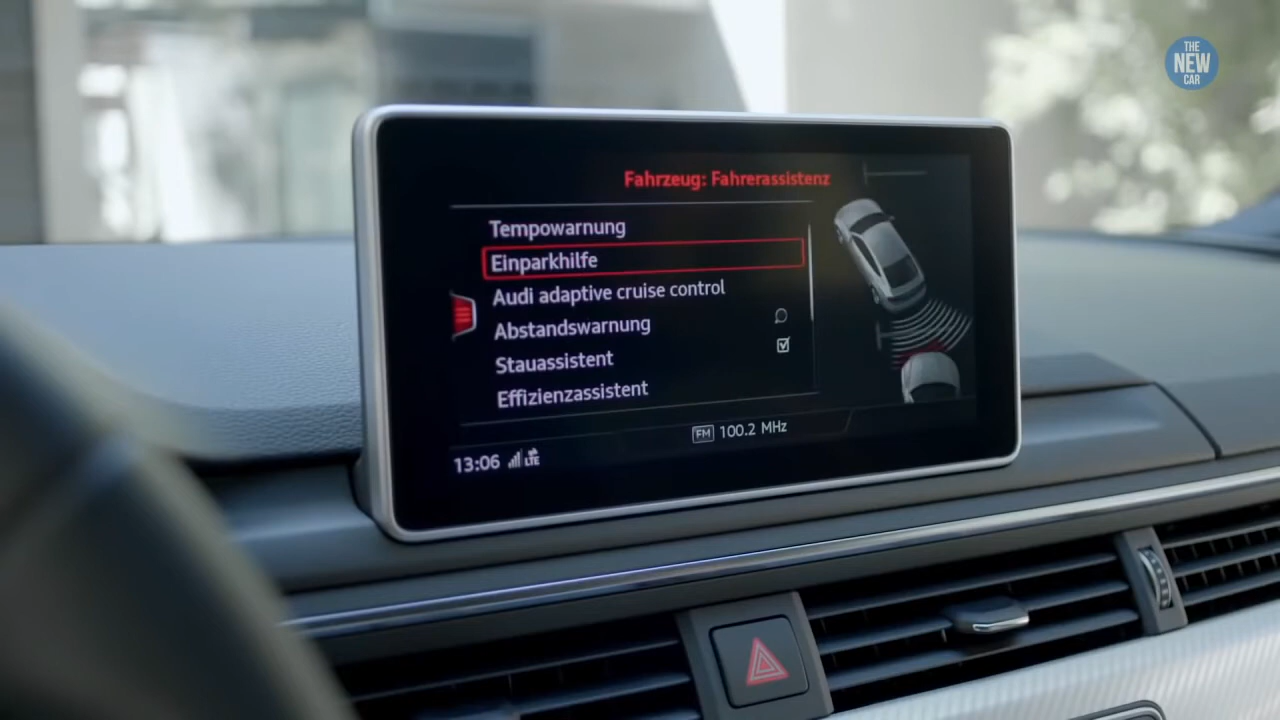 THE
NEW
CAR
Fahrzeug: Fahrerassistenz
Tempowarnung
Einparkhilfe
Audi adaptive cruise control
Abstandswarnung
Stauassistent
Effizienzassistent
FM 100.2 MHz
13:06 LTE